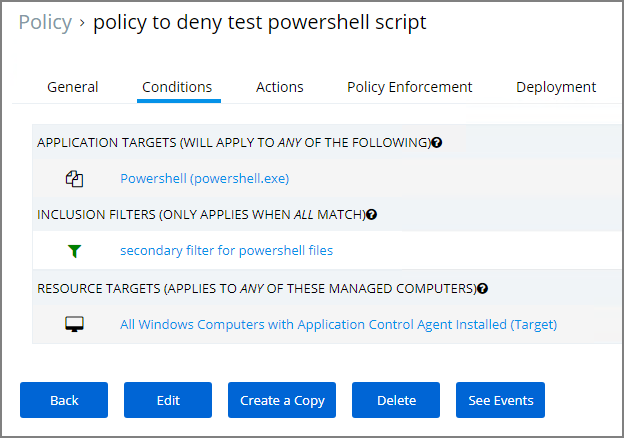 Policy › policy to deny test powershell script
General Conditions Actions Policy Enforcement Deployment
APPLICATION TARGETS (WILL APPLY TO ANY OF THE FOLLOWING)?
Powershell (powershell.exe)
INCLUSION FILTERS (ONLY APPLIES WHEN ALL MATCH)?
secondary filter for powershell files
RESOURCE TARGETS (APPLIES TO ANY OF THESE MANAGED COMPUTERS)?
All Windows Computers with Application Control Agent Installed (Target)
Back Edit Create a Copy Delete See Events